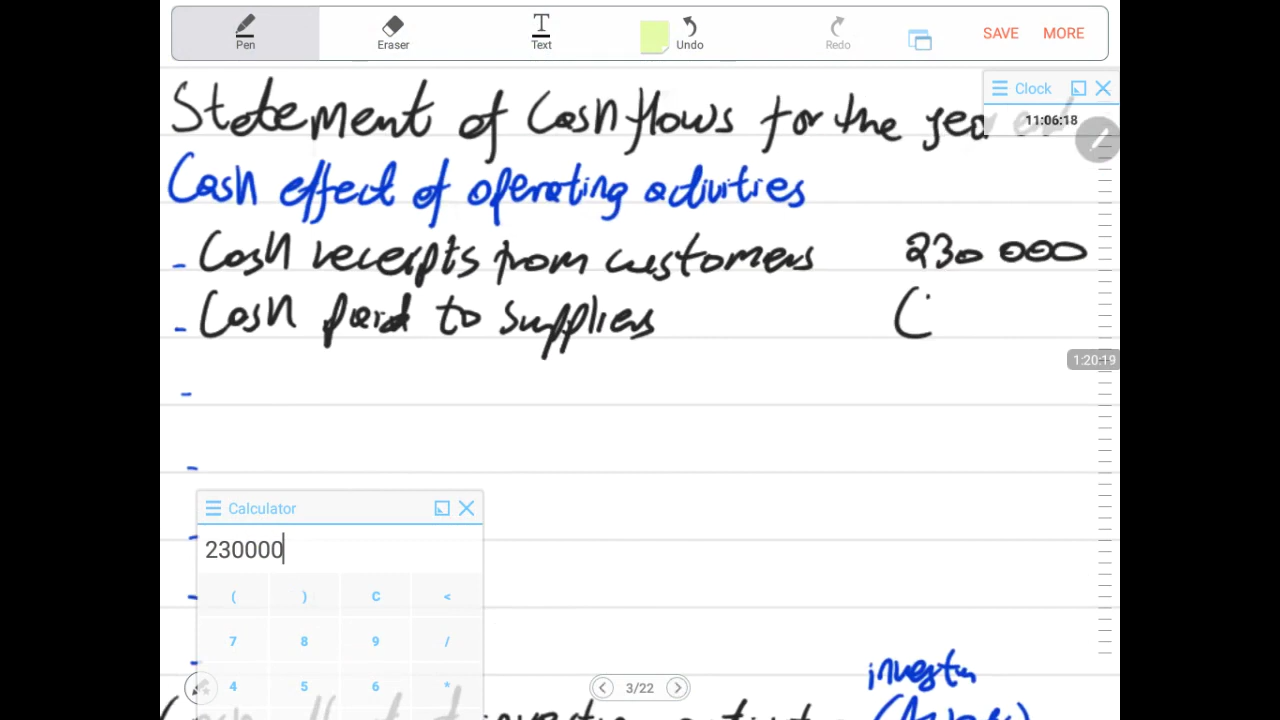 Pen Eraser Text Undo Redo SAVE MORE
Statement of Cash flows for the yea
Clock
11:06:18
Cash effect of operating activities
- Cash receipts from customers 230 000
- Cash paid to suppliers (
1:20:19
-
-
Calculator
230000
( ) C <
7 8 9 /
4 5 6 *
3/22